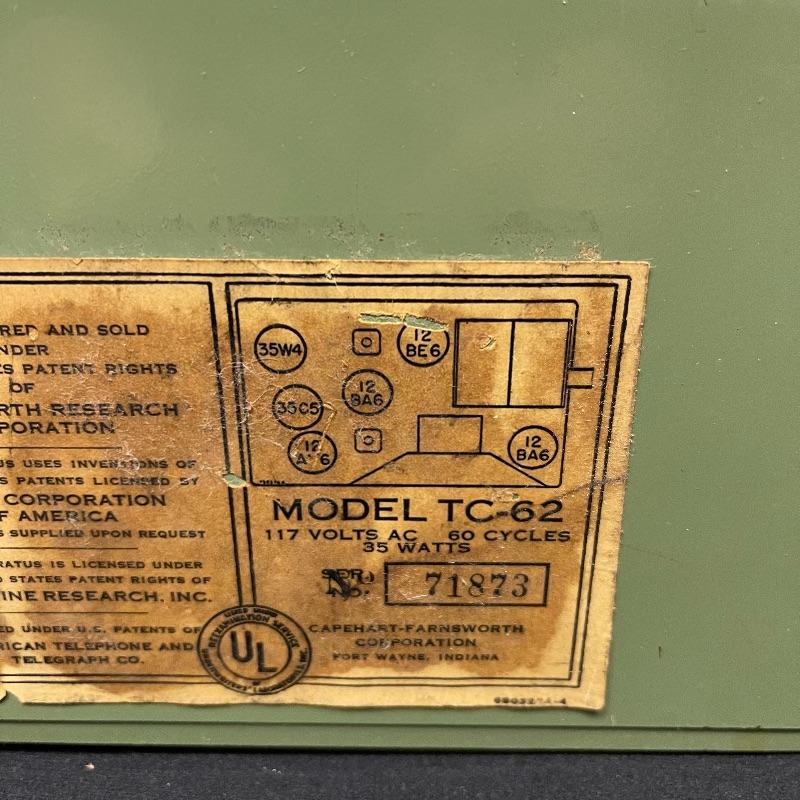 AND SOLD
NDER
ES PATENT RIGHTS
OF
RTH RESEARCH
PORATION
US USES INVENTIONS OF
S PATENTS LICENSED BY
CORPORATION
F AMERICA
S SUPPLIED UPON REQUEST
RATUS IS LICENSED UNDER
STATES PATENT RIGHTS OF
INE RESEARCH, INC.
ED UNDER U.S. PATENTS OF
RICAN TELEPHONE AND
TELEGRAPH CO.
35W4
12
BE6
12
BA6
35C5
12
12
BA6
MODEL TC-62
117 VOLTS AC 60 CYCLES
35 WATTS
NO. 71873
UL
CAPEHART-FARNSWORTH
CORPORATION
FORT WAYNE, INDIANA